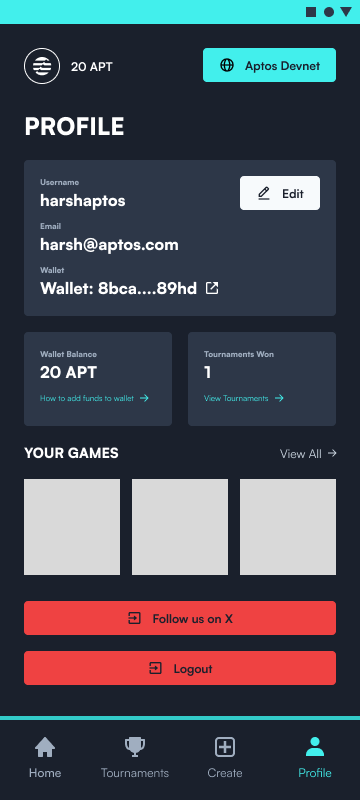 20 APT
Aptos Devnet
PROFILE
Username
harshaptos
Edit
Email
harsh@aptos.com
Wallet
Wallet: 8bca....89hd
Wallet Balance
20 APT
How to add funds to wallet
Tournaments Won
1
View Tournaments
YOUR GAMES
View All
Follow us on X
Logout
Home
Tournaments
Create
Profile